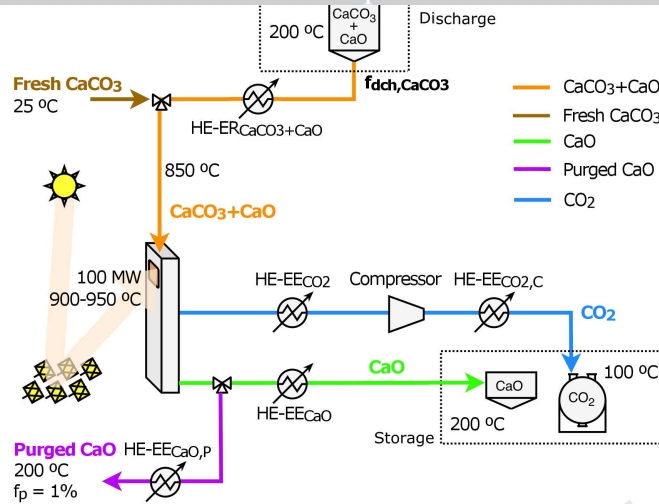 CaCO3
+
CaO
200 ºC
Discharge
fdch,CaCO3
Fresh CaCO3
25 ºC
HE-ERCaCO3+CaO
CaCO3+CaO
Fresh CaCO3
CaO
Purged CaO
CO2
850 ºC
CaCO3+CaO
100 MW
900-950 ºC
HE-EECO2
Compressor
HE-EECO2,C
CO2
CaO
HE-EECaO
CaO
200 ºC
CO2
100 ºC
Storage
Purged CaO
200 ºC
fp = 1%
HE-EECaO,P